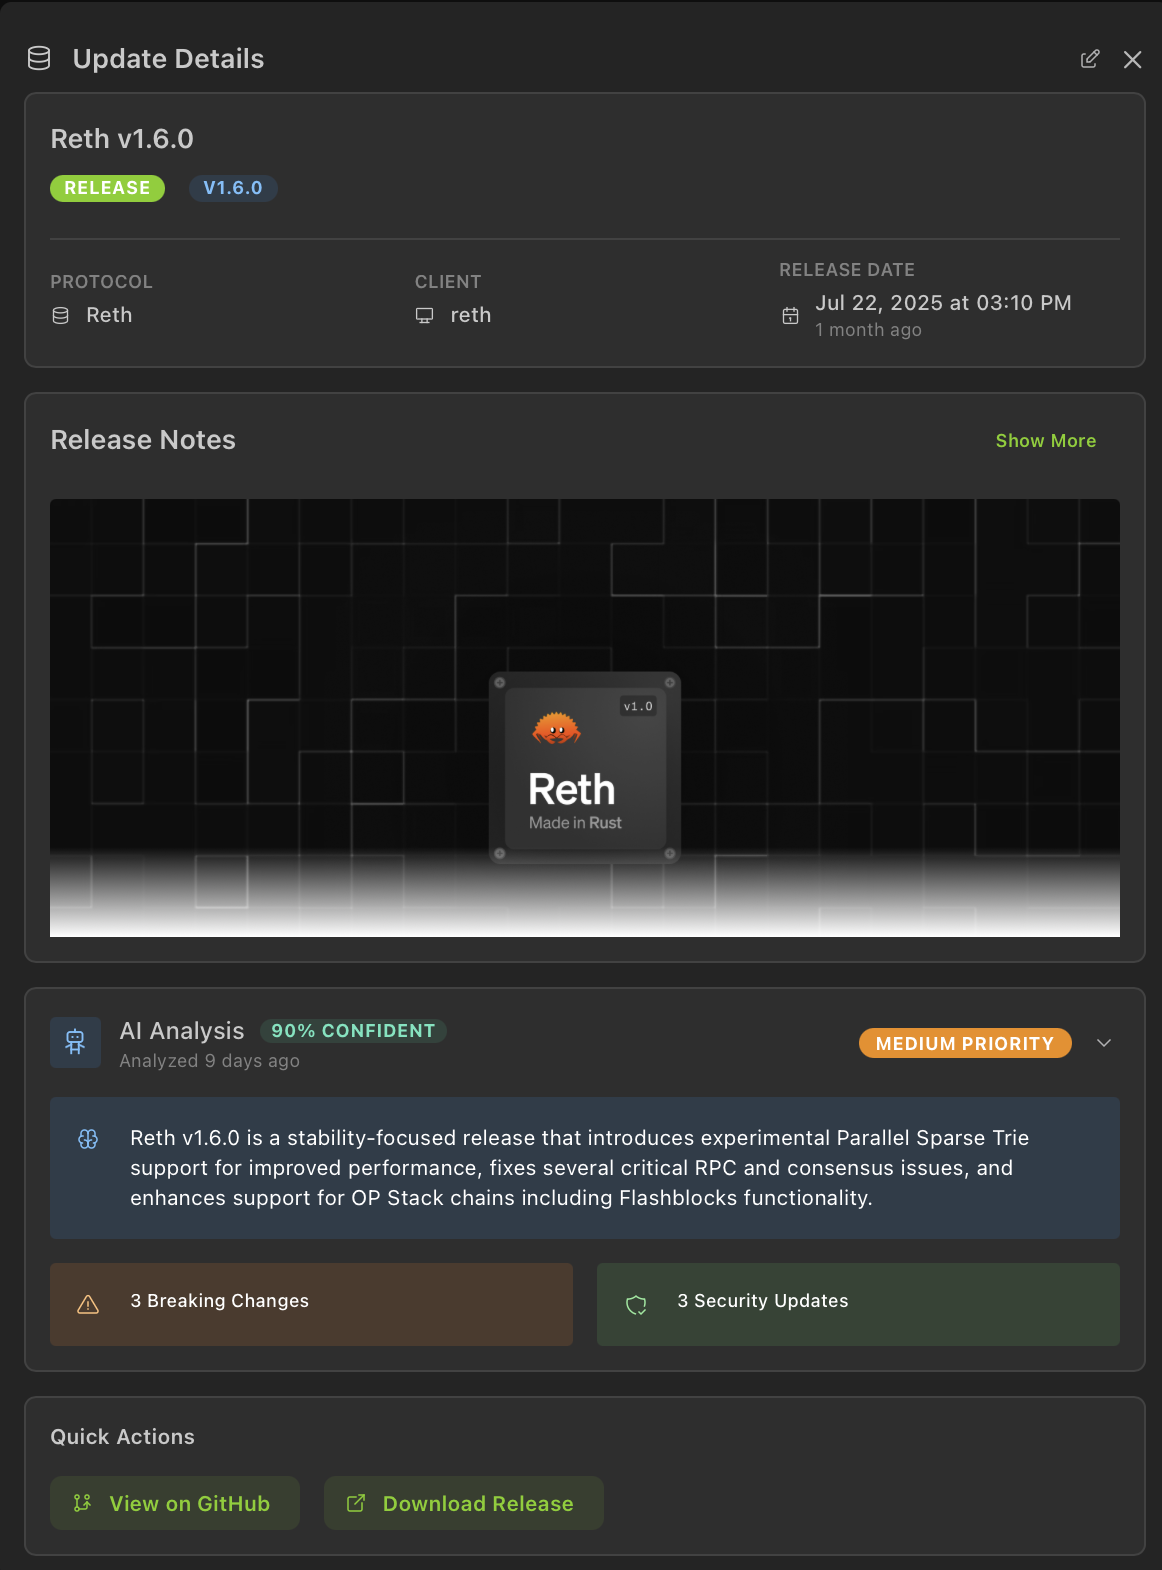 Update Details
Reth v1.6.0
RELEASE
V1.6.0
PROTOCOL
Reth
CLIENT
reth
RELEASE DATE
Jul 22, 2025 at 03:10 PM
1 month ago
Release Notes
Show More
v1.0
Reth
Made in Rust
AI Analysis
90% CONFIDENT
Analyzed 9 days ago
MEDIUM PRIORITY
Reth v1.6.0 is a stability-focused release that introduces experimental Parallel Sparse Trie
support for improved performance, fixes several critical RPC and consensus issues, and
enhances support for OP Stack chains including Flashblocks functionality.
3 Breaking Changes
3 Security Updates
Quick Actions
View on GitHub
Download Release